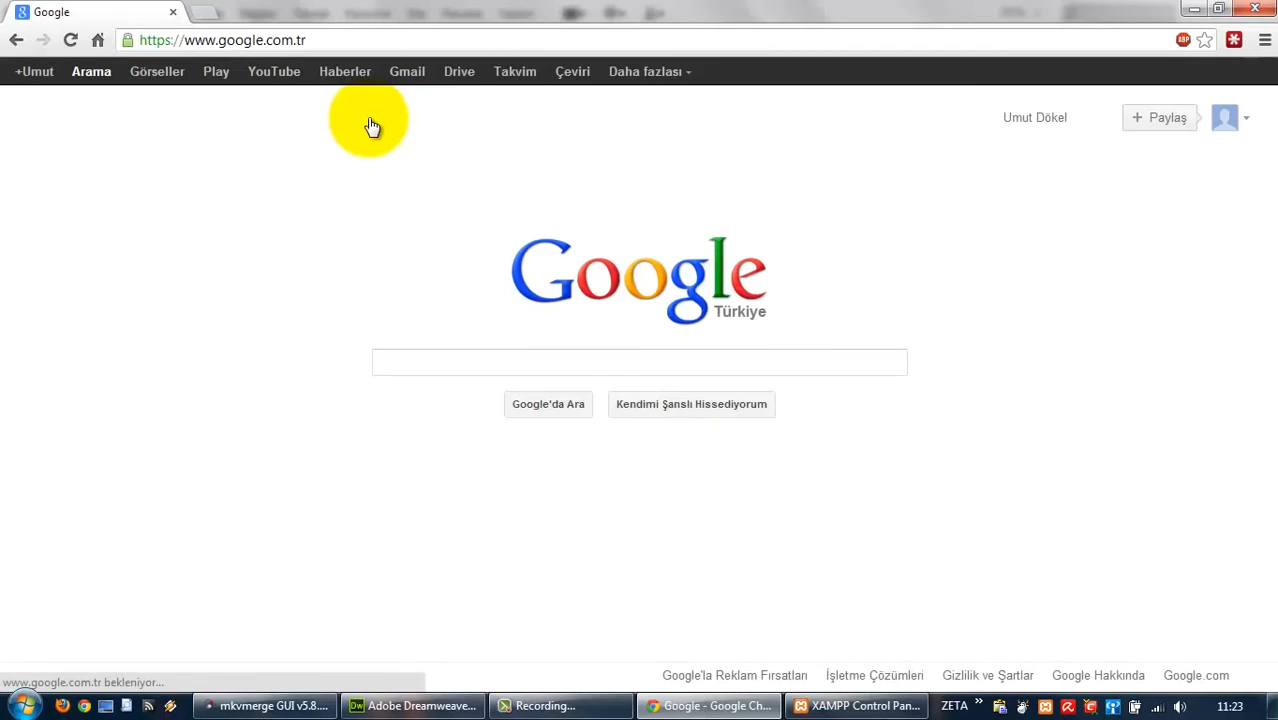 Google
https://www.google.com.tr
+Umut Arama Görseller Play YouTube Haberler Gmail Drive Takvim Çeviri Daha fazlası
Umut Dökel
+ Paylaş
Google
Türkiye
Google'da Ara
Kendimi Şanslı Hissediyorum
Google'la Reklam Fırsatları İşletme Çözümleri Gizlilik ve Şartlar Google Hakkında Google.com
www.google.com.tr bekleniyor...
mkvmerge GUI v5.8....
Adobe Dreamweave...
Recording...
Google - Google Ch...
XAMPP Control Pan...
ZETA
11:23